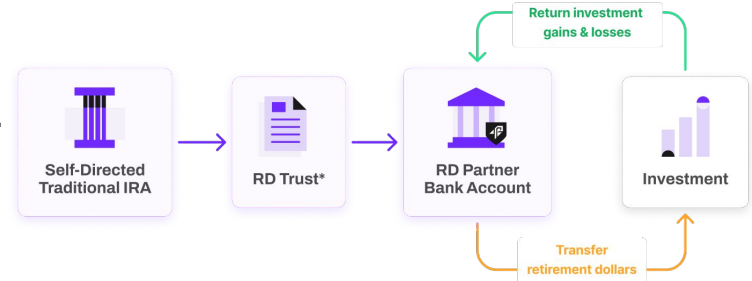 Return investment
gains & losses
Self-Directed
Traditional IRA
RD Trust*
RD Partner
Bank Account
Investment
Transfer
retirement dollars